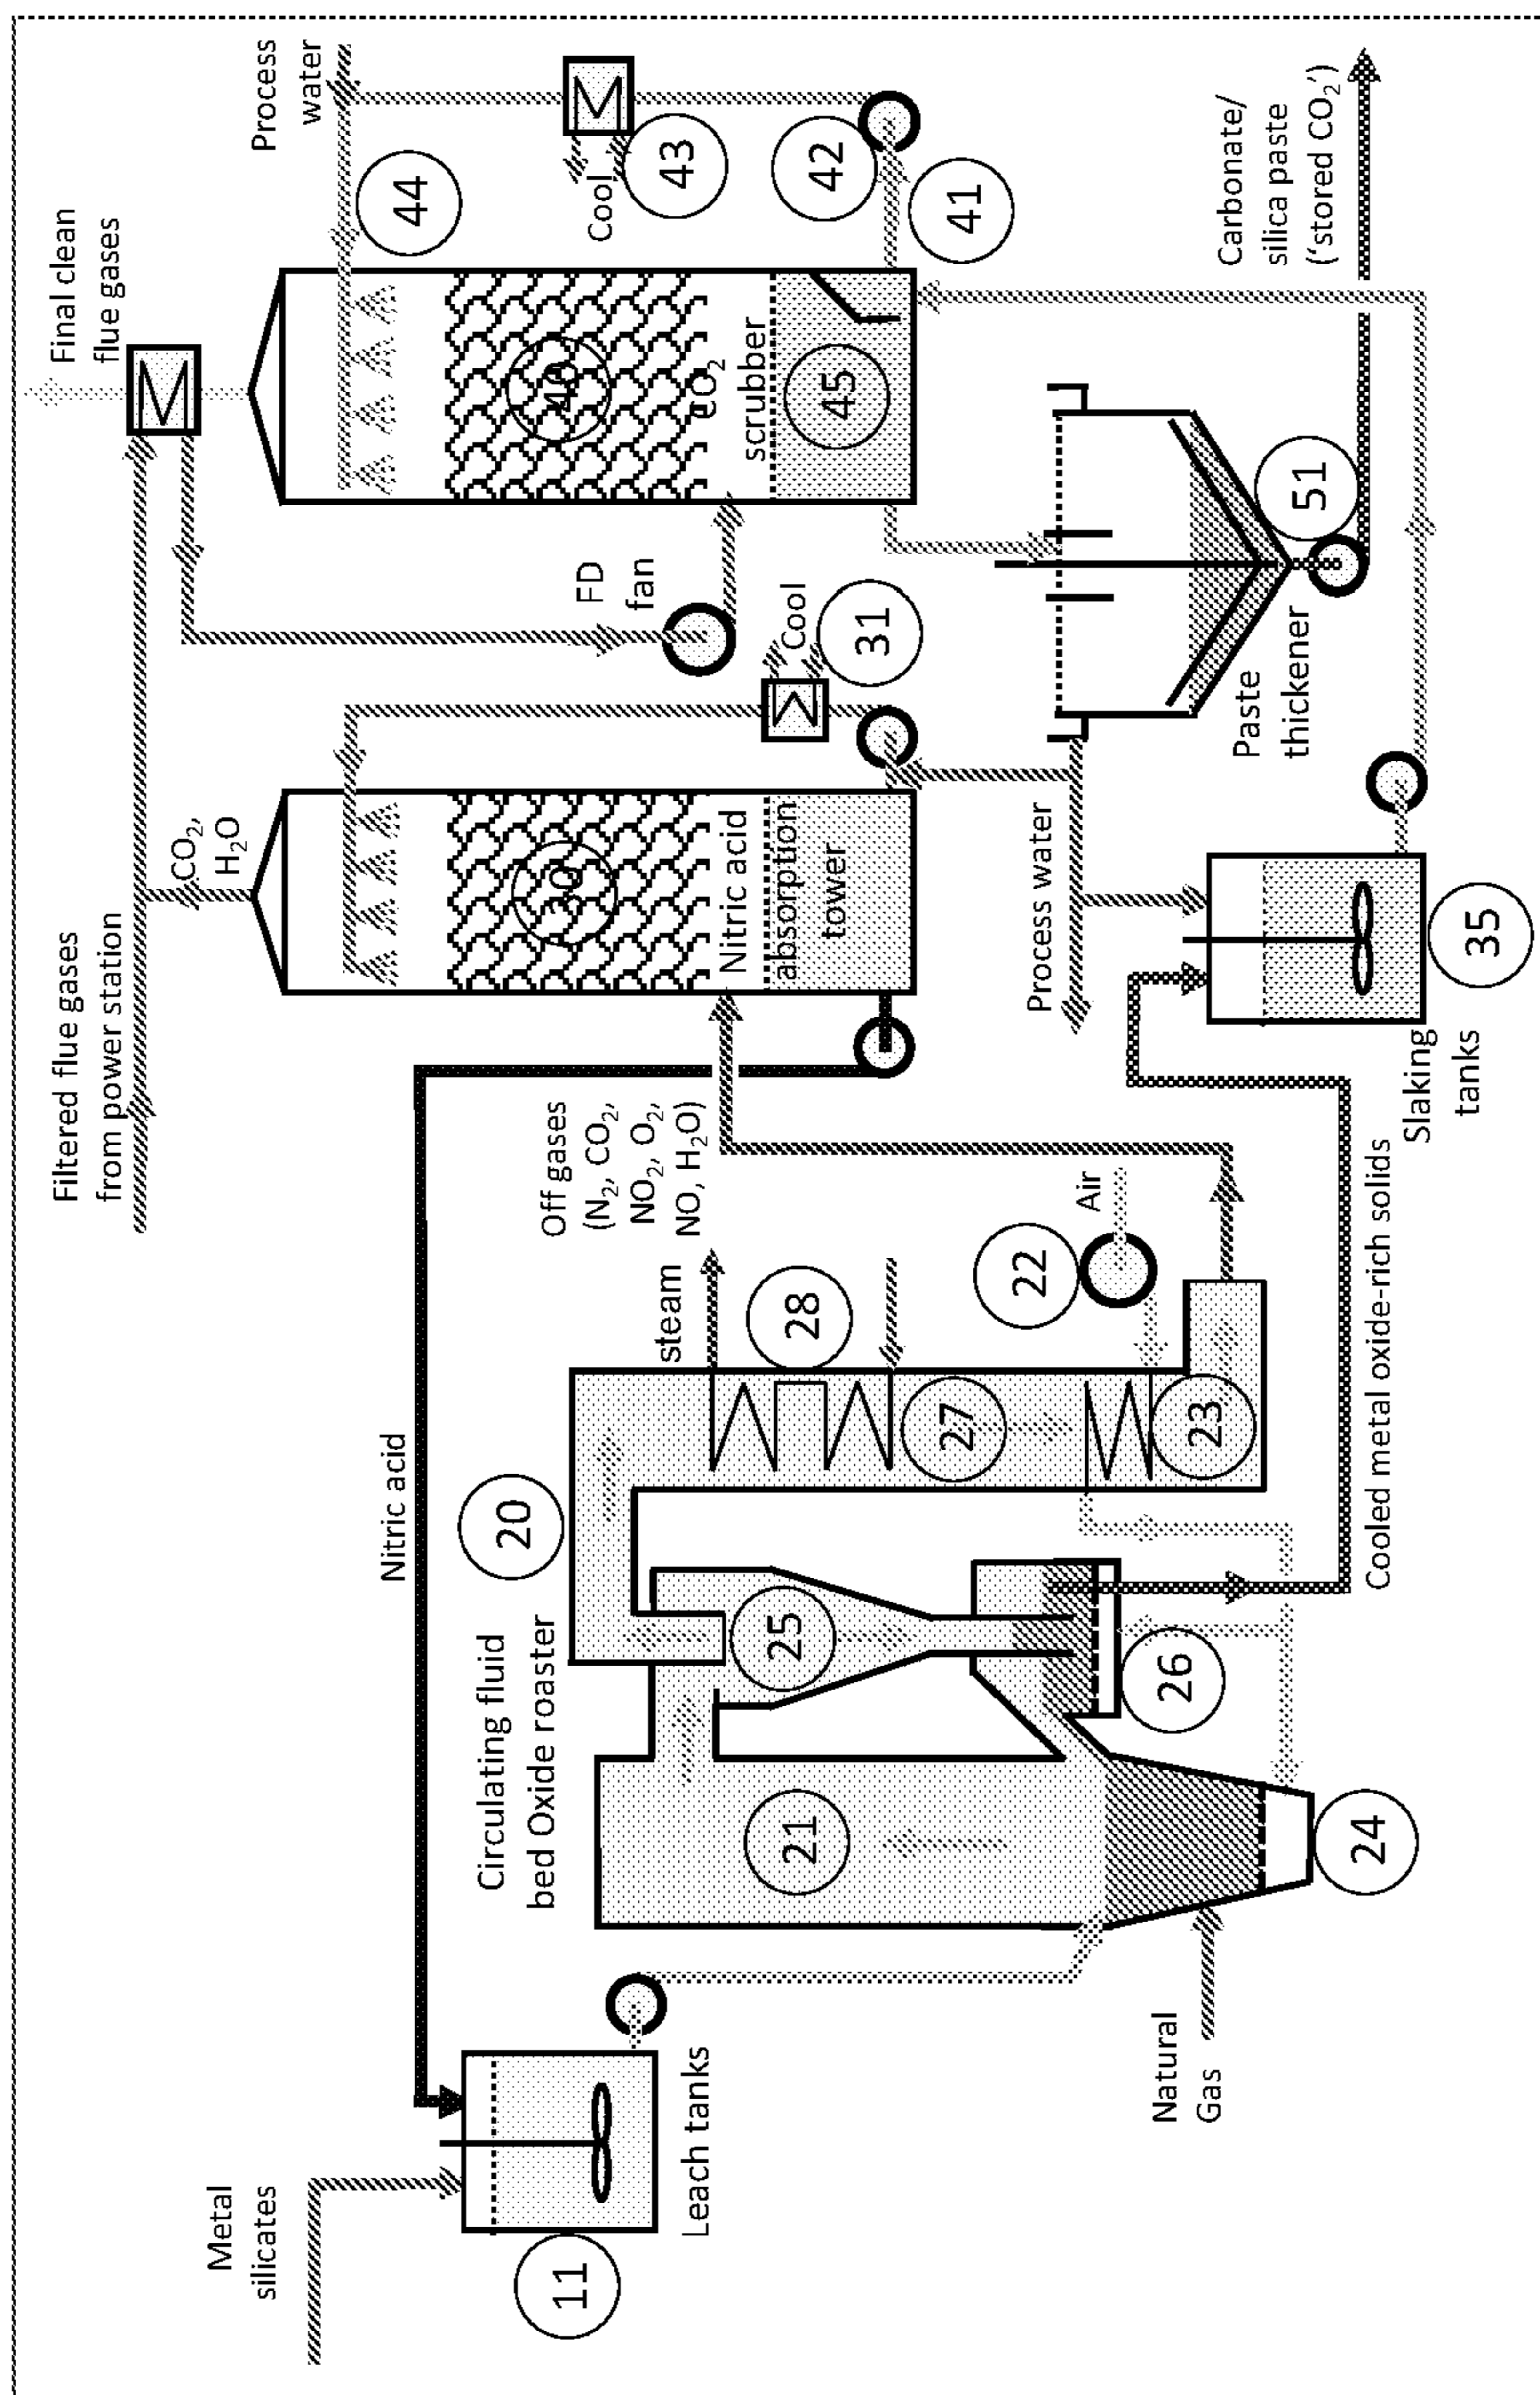 Metal
silicates
11
Leach tanks
Nitric acid
Natural
Gas
Circulating fluid
bed Oxide roaster
20
21
24
25
26
steam
28
27
23
22
Air
Off gases
(N₂, CO₂,
NO₂, O₂,
NO, H₂O)
Cooled metal oxide-rich solids
Filtered flue gases
from power station
CO₂,
H₂O
30
Nitric acid
absorption
tower
31
Cool
Process water
Slaking
tanks
35
FD
fan
Paste
thickener
51
Final clean
flue gases
40
CO₂
scrubber
45
44
Process
water
Cool
43
42
41
Carbonate/
silica paste
('stored CO₂')